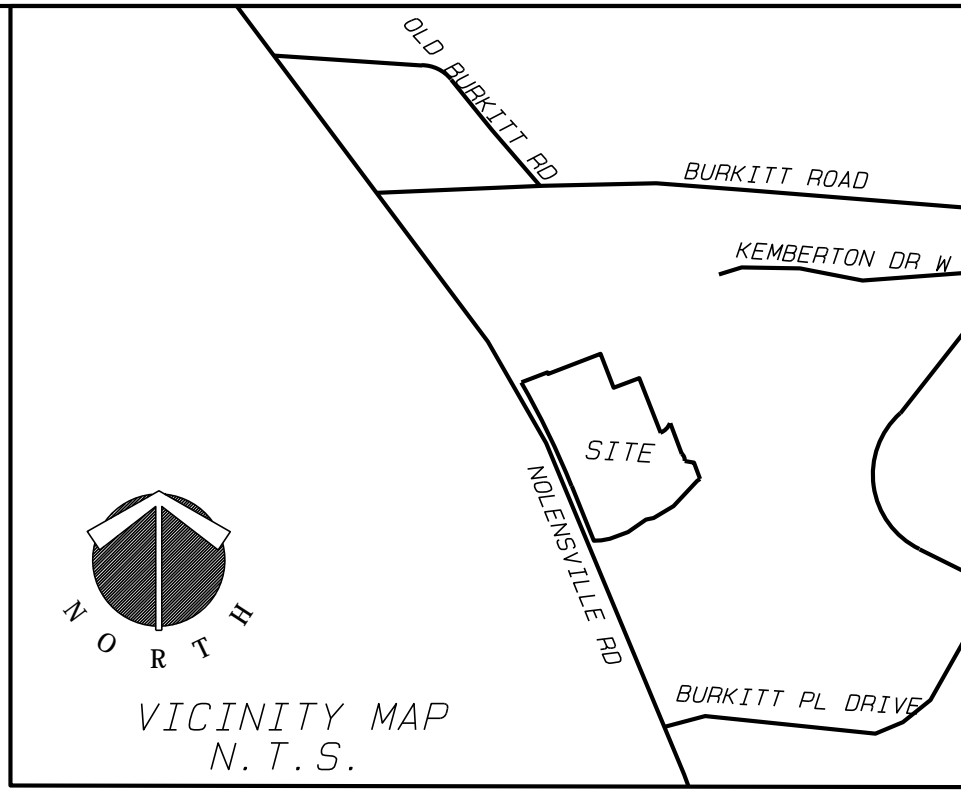 OLD BURKITT RD
BURKITT ROAD
KEMBERTON DR W
SITE
NOLENSVILLE RD
NORTH
BURKITT PL DRIVE
VICINITY MAP
N.T.S.